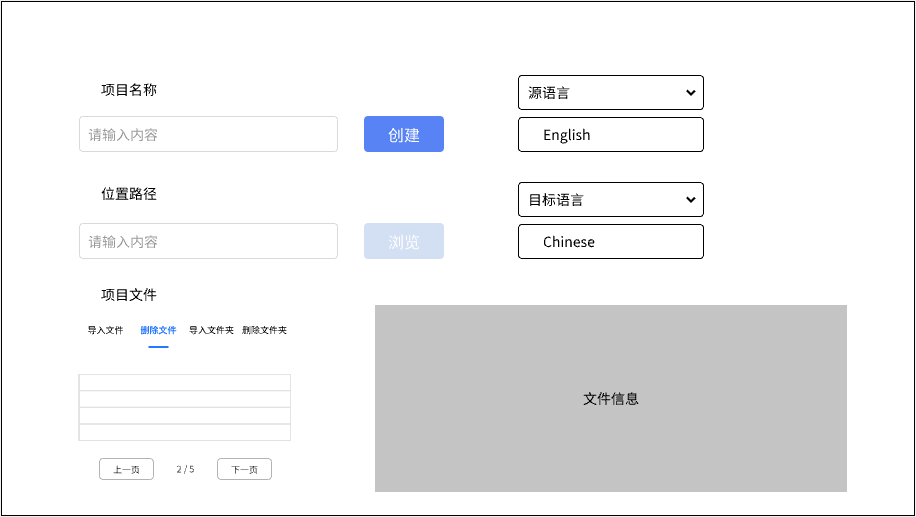 项目名称
源语言
请输入内容
创建
English
位置路径
目标语言
请输入内容
浏览
Chinese
项目文件
导入文件 删除文件 导入文件夹 删除文件夹
文件信息
上一页 2 / 5 下一页